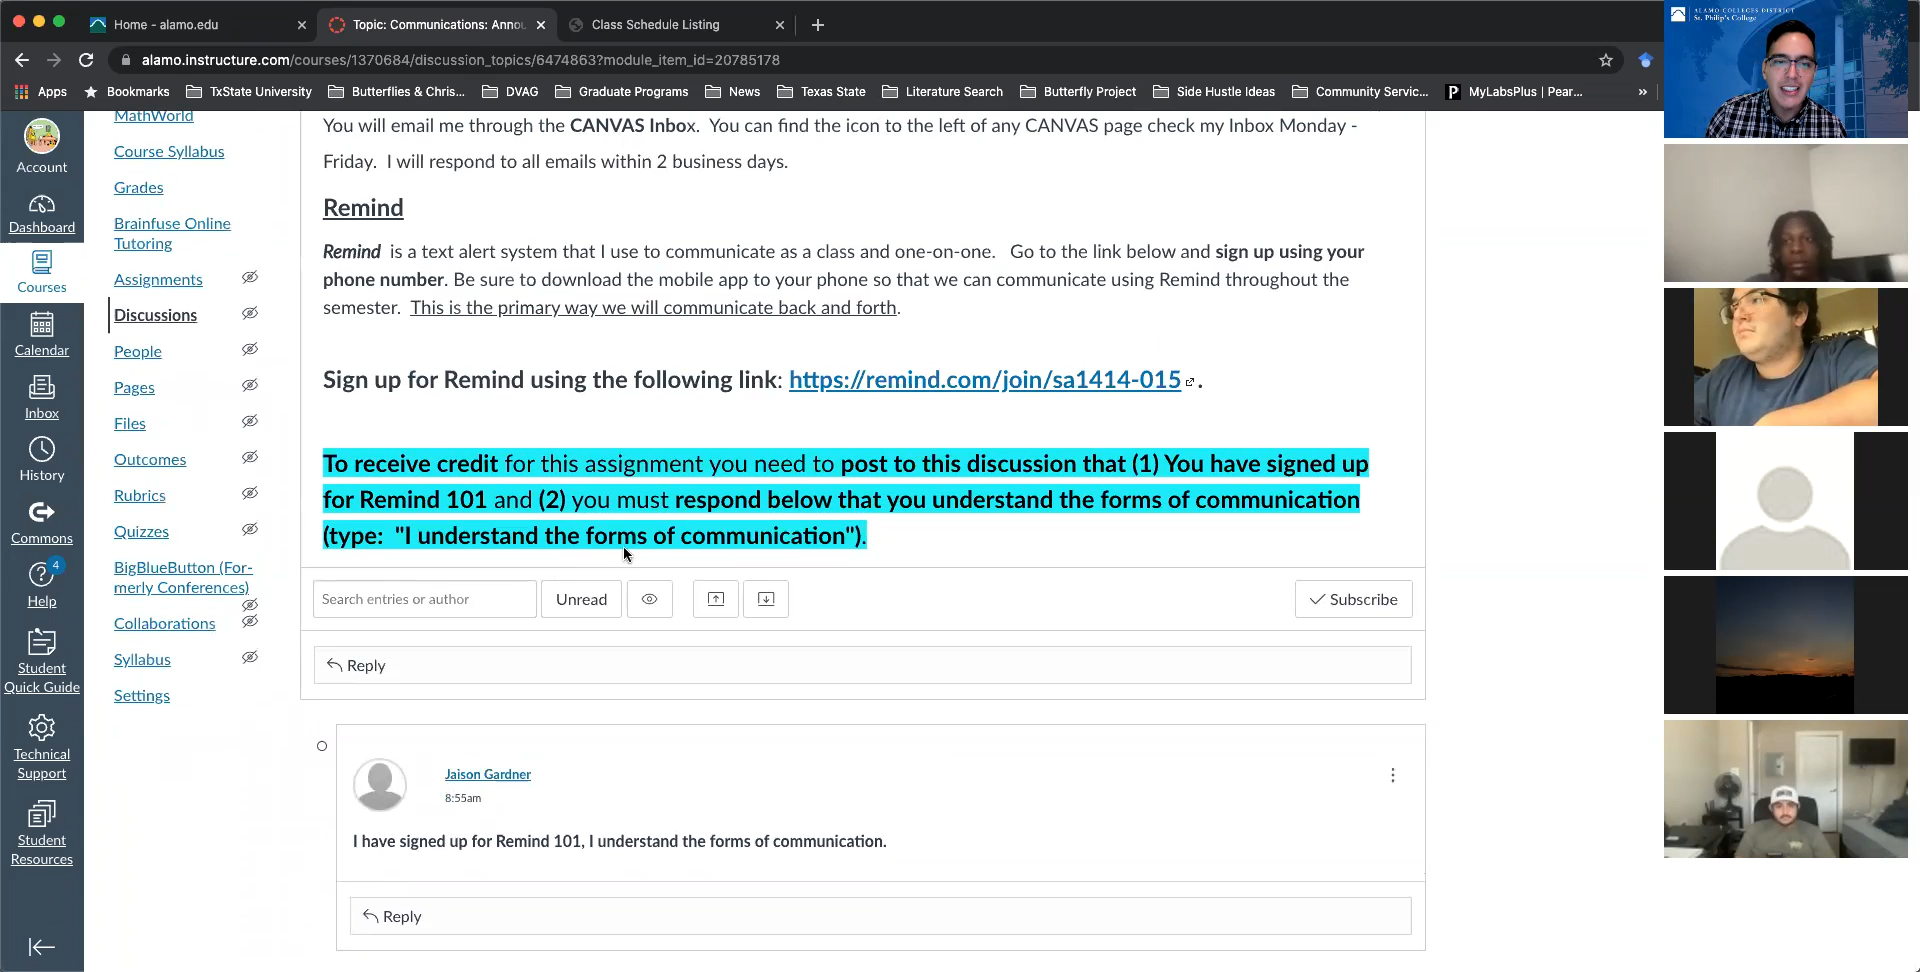 Home - alamo.edu
Topic: Communications: Annou
Class Schedule Listing
alamo.instructure.com/courses/1370684/discussion_topics/6474863?module_item_id=20785178
Apps
Bookmarks
TxState University
Butterflies & Chris...
DVAG
Graduate Programs
News
Texas State
Literature Search
Butterfly Project
Side Hustle Ideas
Community Servic...
MyLabsPlus | Pear...
»
ALAMO COLLEGES DISTRICT
St. Philip's College
Account
Dashboard
Courses
Calendar
Inbox
History
Commons
4
Help
Student
Quick Guide
Technical
Support
Student
Resources
MathWorld
Course Syllabus
Grades
Brainfuse Online
Tutoring
Assignments
Discussions
People
Pages
Files
Outcomes
Rubrics
Quizzes
BigBlueButton (For-
merly Conferences)
Collaborations
Syllabus
Settings
You will email me through the CANVAS Inbox.  You can find the icon to the left of any CANVAS page check my Inbox Monday -
Friday.  I will respond to all emails within 2 business days.
Remind
Remind  is a text alert system that I use to communicate as a class and one-on-one.   Go to the link below and sign up using your
phone number. Be sure to download the mobile app to your phone so that we can communicate using Remind throughout the
semester.  This is the primary way we will communicate back and forth.
Sign up for Remind using the following link: https://remind.com/join/sa1414-015 .
To receive credit for this assignment you need to post to this discussion that (1) You have signed up
for Remind 101 and (2) you must respond below that you understand the forms of communication
(type:  "I understand the forms of communication").
Search entries or author
Unread
Subscribe
Reply
Jaison Gardner
8:55am
I have signed up for Remind 101, I understand the forms of communication.
Reply